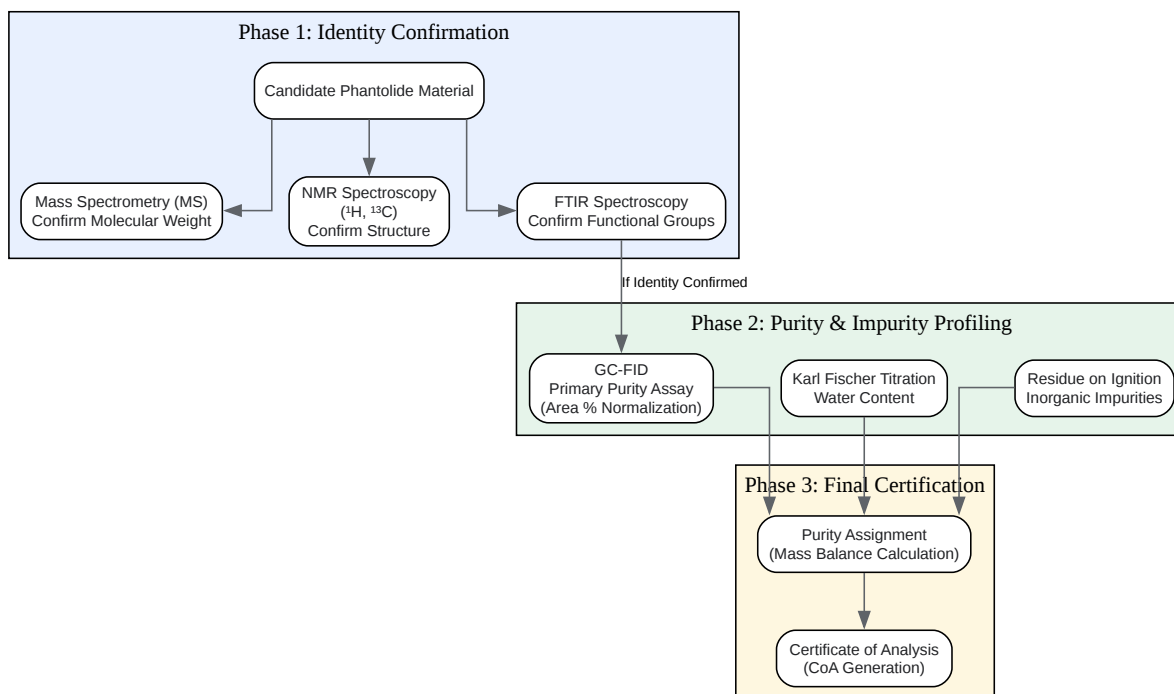 Phase 1: Identity Confirmation
Candidate Phantolide Material
Mass Spectrometry (MS)
Confirm Molecular Weight
NMR Spectroscopy
(¹H, ¹³C)
Confirm Structure
FTIR Spectroscopy
Confirm Functional Groups
If Identity Confirmed
Phase 2: Purity & Impurity Profiling
GC-FID
Primary Purity Assay
(Area % Normalization)
Karl Fischer Titration
Water Content
Residue on Ignition
Inorganic Impurities
Phase 3: Final Certification
Purity Assignment
(Mass Balance Calculation)
Certificate of Analysis
(CoA Generation)